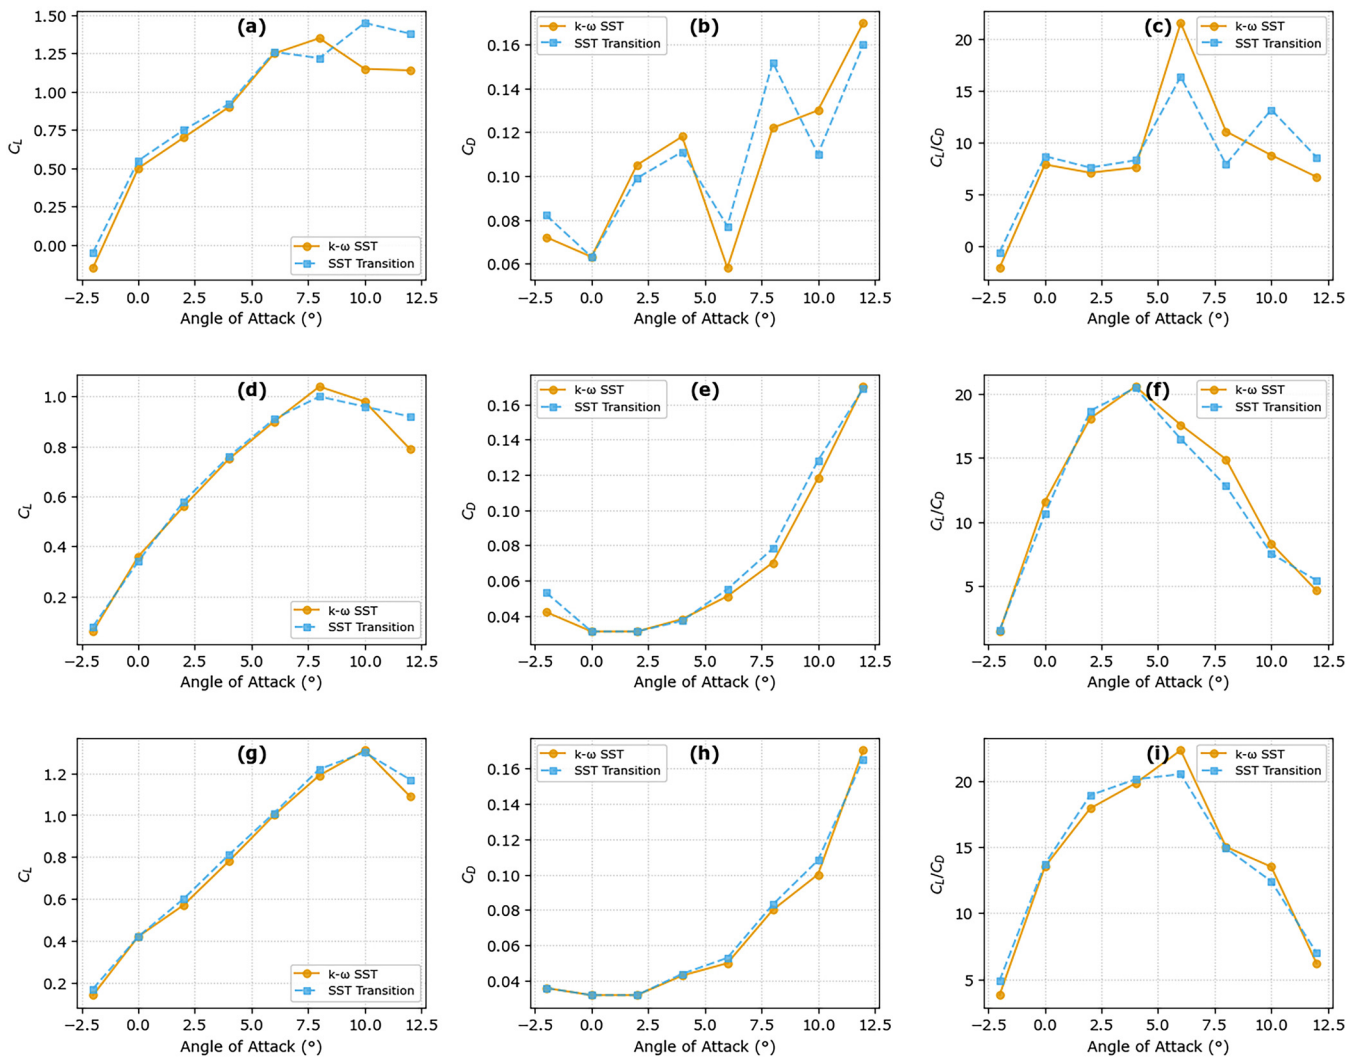 (a)
C_L
1.50
1.25
1.00
0.75
0.50
0.25
0.00
k-ω SST
SST Transition
−2.5 0.0 2.5 5.0 7.5 10.0 12.5
Angle of Attack (°)
(b)
C_D
0.16
0.14
0.12
0.10
0.08
0.06
k-ω SST
SST Transition
−2.5 0.0 2.5 5.0 7.5 10.0 12.5
Angle of Attack (°)
(c)
C_L/C_D
20
15
10
5
0
k-ω SST
SST Transition
−2.5 0.0 2.5 5.0 7.5 10.0 12.5
Angle of Attack (°)
(d)
C_L
1.0
0.8
0.6
0.4
0.2
k-ω SST
SST Transition
−2.5 0.0 2.5 5.0 7.5 10.0 12.5
Angle of Attack (°)
(e)
C_D
0.16
0.14
0.12
0.10
0.08
0.06
0.04
k-ω SST
SST Transition
−2.5 0.0 2.5 5.0 7.5 10.0 12.5
Angle of Attack (°)
(f)
C_L/C_D
20
15
10
5
k-ω SST
SST Transition
−2.5 0.0 2.5 5.0 7.5 10.0 12.5
Angle of Attack (°)
(g)
C_L
1.2
1.0
0.8
0.6
0.4
0.2
k-ω SST
SST Transition
−2.5 0.0 2.5 5.0 7.5 10.0 12.5
Angle of Attack (°)
(h)
C_D
0.16
0.14
0.12
0.10
0.08
0.06
0.04
k-ω SST
SST Transition
−2.5 0.0 2.5 5.0 7.5 10.0 12.5
Angle of Attack (°)
(i)
C_L/C_D
20
15
10
5
k-ω SST
SST Transition
−2.5 0.0 2.5 5.0 7.5 10.0 12.5
Angle of Attack (°)